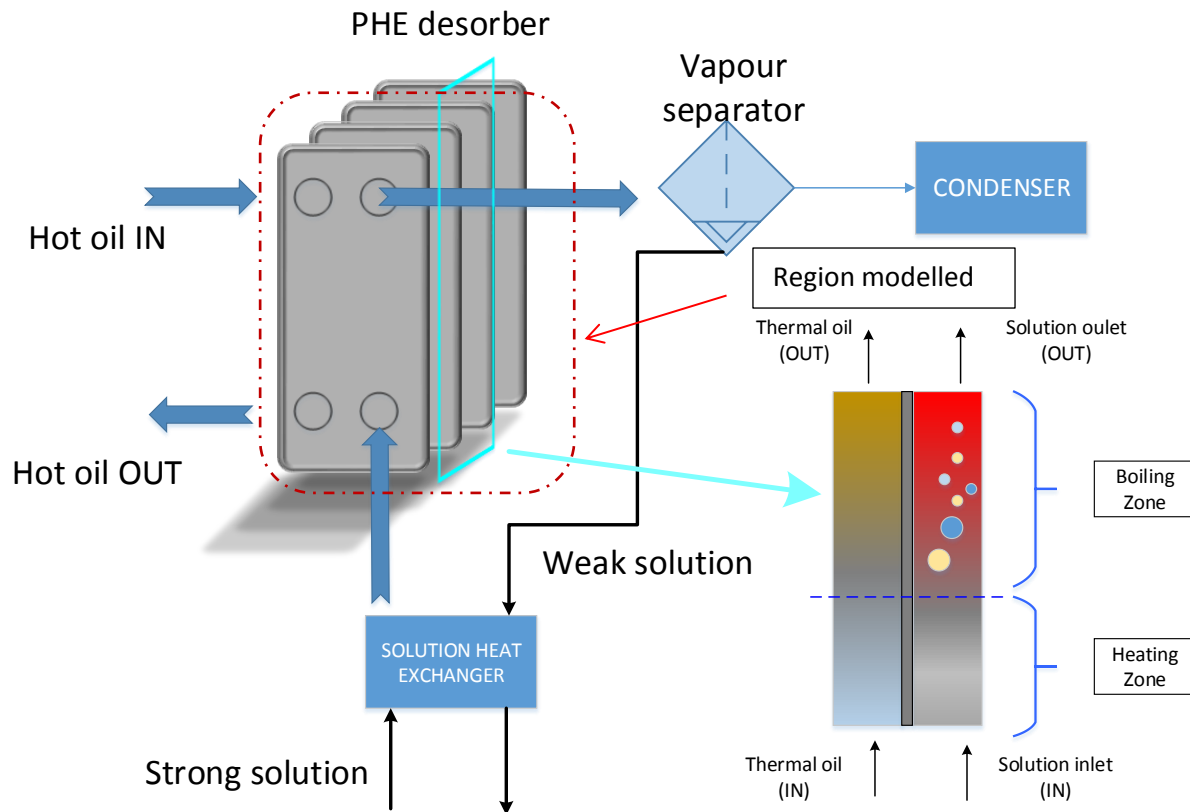 PHE desorber
Vapour
separator
CONDENSER
Hot oil IN
Region modelled
Thermal oil
(OUT)
Solution oulet
(OUT)
Hot oil OUT
Boiling
Zone
Weak solution
SOLUTION HEAT
EXCHANGER
Heating
Zone
Strong solution
Thermal oil
(IN)
Solution inlet
(IN)